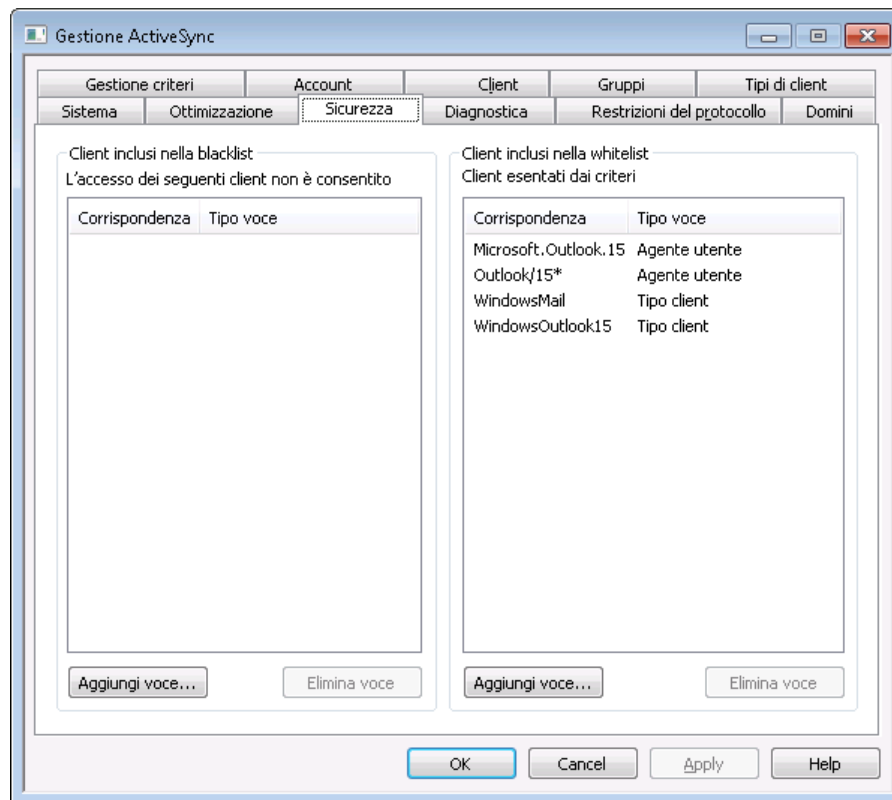 Gestione ActiveSync
Gestione criteri Account Client Gruppi Tipi di client
Sistema Ottimizzazione Sicurezza Diagnostica Restrizioni del protocollo Domini
Client inclusi nella blacklist
L'accesso dei seguenti client non è consentito
Corrispondenza Tipo voce
Aggiungi voce... Elimina voce
Client inclusi nella whitelist
Client esentati dai criteri
Corrispondenza Tipo voce
Microsoft.Outlook.15 Agente utente
Outlook/15* Agente utente
WindowsMail Tipo client
WindowsOutlook15 Tipo client
Aggiungi voce... Elimina voce
OK Cancel Apply Help